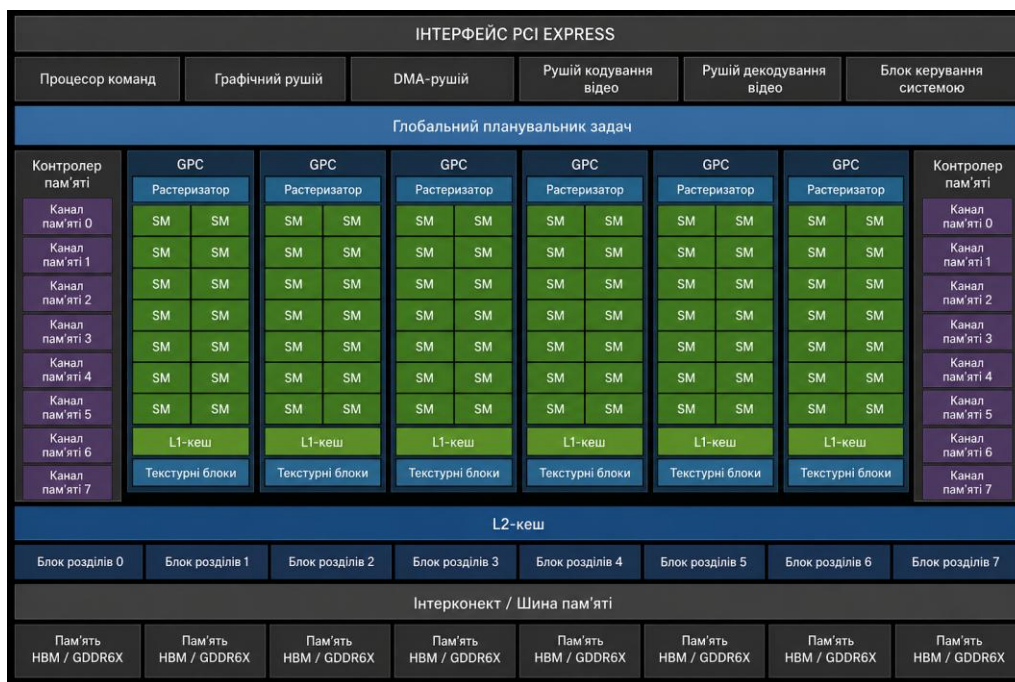 ІНТЕРФЕЙС PCI EXPRESS
Процесор команд
Графічний рушій
DMA-рушій
Рушій кодування
відео
Рушій декодування
відео
Блок керування
системою
Глобальний планувальник задач
Контролер
пам'яті
Канал
пам'яті 0
Канал
пам'яті 1
Канал
пам'яті 2
Канал
пам'яті 3
Канал
пам'яті 4
Канал
пам'яті 5
Канал
пам'яті 6
Канал
пам'яті 7
GPC
Растеризатор
SM SM
SM SM
SM SM
SM SM
SM SM
SM SM
SM SM
L1-кеш
Текстурні блоки
GPC
Растеризатор
SM SM
SM SM
SM SM
SM SM
SM SM
SM SM
SM SM
L1-кеш
Текстурні блоки
GPC
Растеризатор
SM SM
SM SM
SM SM
SM SM
SM SM
SM SM
SM SM
L1-кеш
Текстурні блоки
GPC
Растеризатор
SM SM
SM SM
SM SM
SM SM
SM SM
SM SM
SM SM
L1-кеш
Текстурні блоки
GPC
Растеризатор
SM SM
SM SM
SM SM
SM SM
SM SM
SM SM
SM SM
L1-кеш
Текстурні блоки
GPC
Растеризатор
SM SM
SM SM
SM SM
SM SM
SM SM
SM SM
SM SM
L1-кеш
Текстурні блоки
Контролер
пам'яті
Канал
пам'яті 0
Канал
пам'яті 1
Канал
пам'яті 2
Канал
пам'яті 3
Канал
пам'яті 4
Канал
пам'яті 5
Канал
пам'яті 6
Канал
пам'яті 7
L2-кеш
Блок розділів 0
Блок розділів 1
Блок розділів 2
Блок розділів 3
Блок розділів 4
Блок розділів 5
Блок розділів 6
Блок розділів 7
Інтерконект / Шина пам'яті
Пам'ять
HBM / GDDR6X
Пам'ять
HBM / GDDR6X
Пам'ять
HBM / GDDR6X
Пам'ять
HBM / GDDR6X
Пам'ять
HBM / GDDR6X
Пам'ять
HBM / GDDR6X
Пам'ять
HBM / GDDR6X
Пам'ять
HBM / GDDR6X